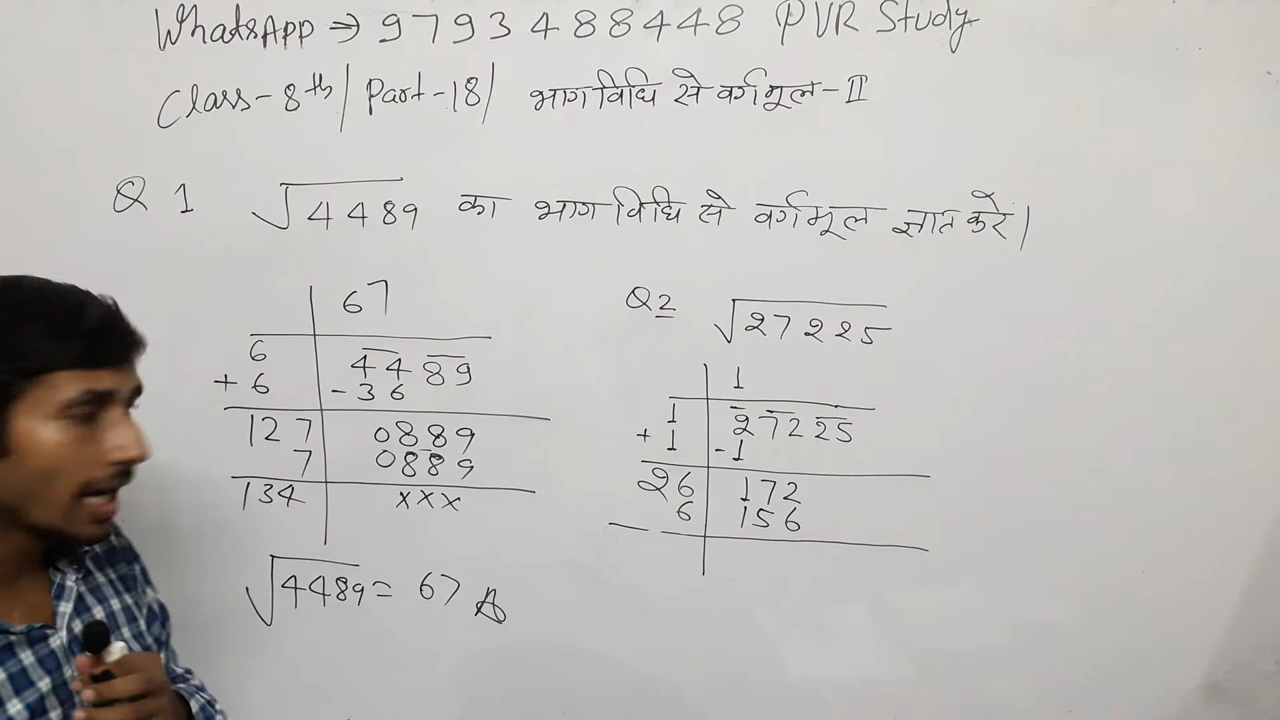 WhatsApp ⇒ 9793488448 PVR Study
Class-8th/ Part-18/ भाग विधि से वर्गमूल-II
Q 1 √4489 का भाग विधि से वर्गमूल ज्ञात करें।
67
6 4489
+6 -36
127 0889
7 0889
134 xxx
√4489 = 67 A
Q2 √27225
1
1 27225
+1 -1
26 172
6 156